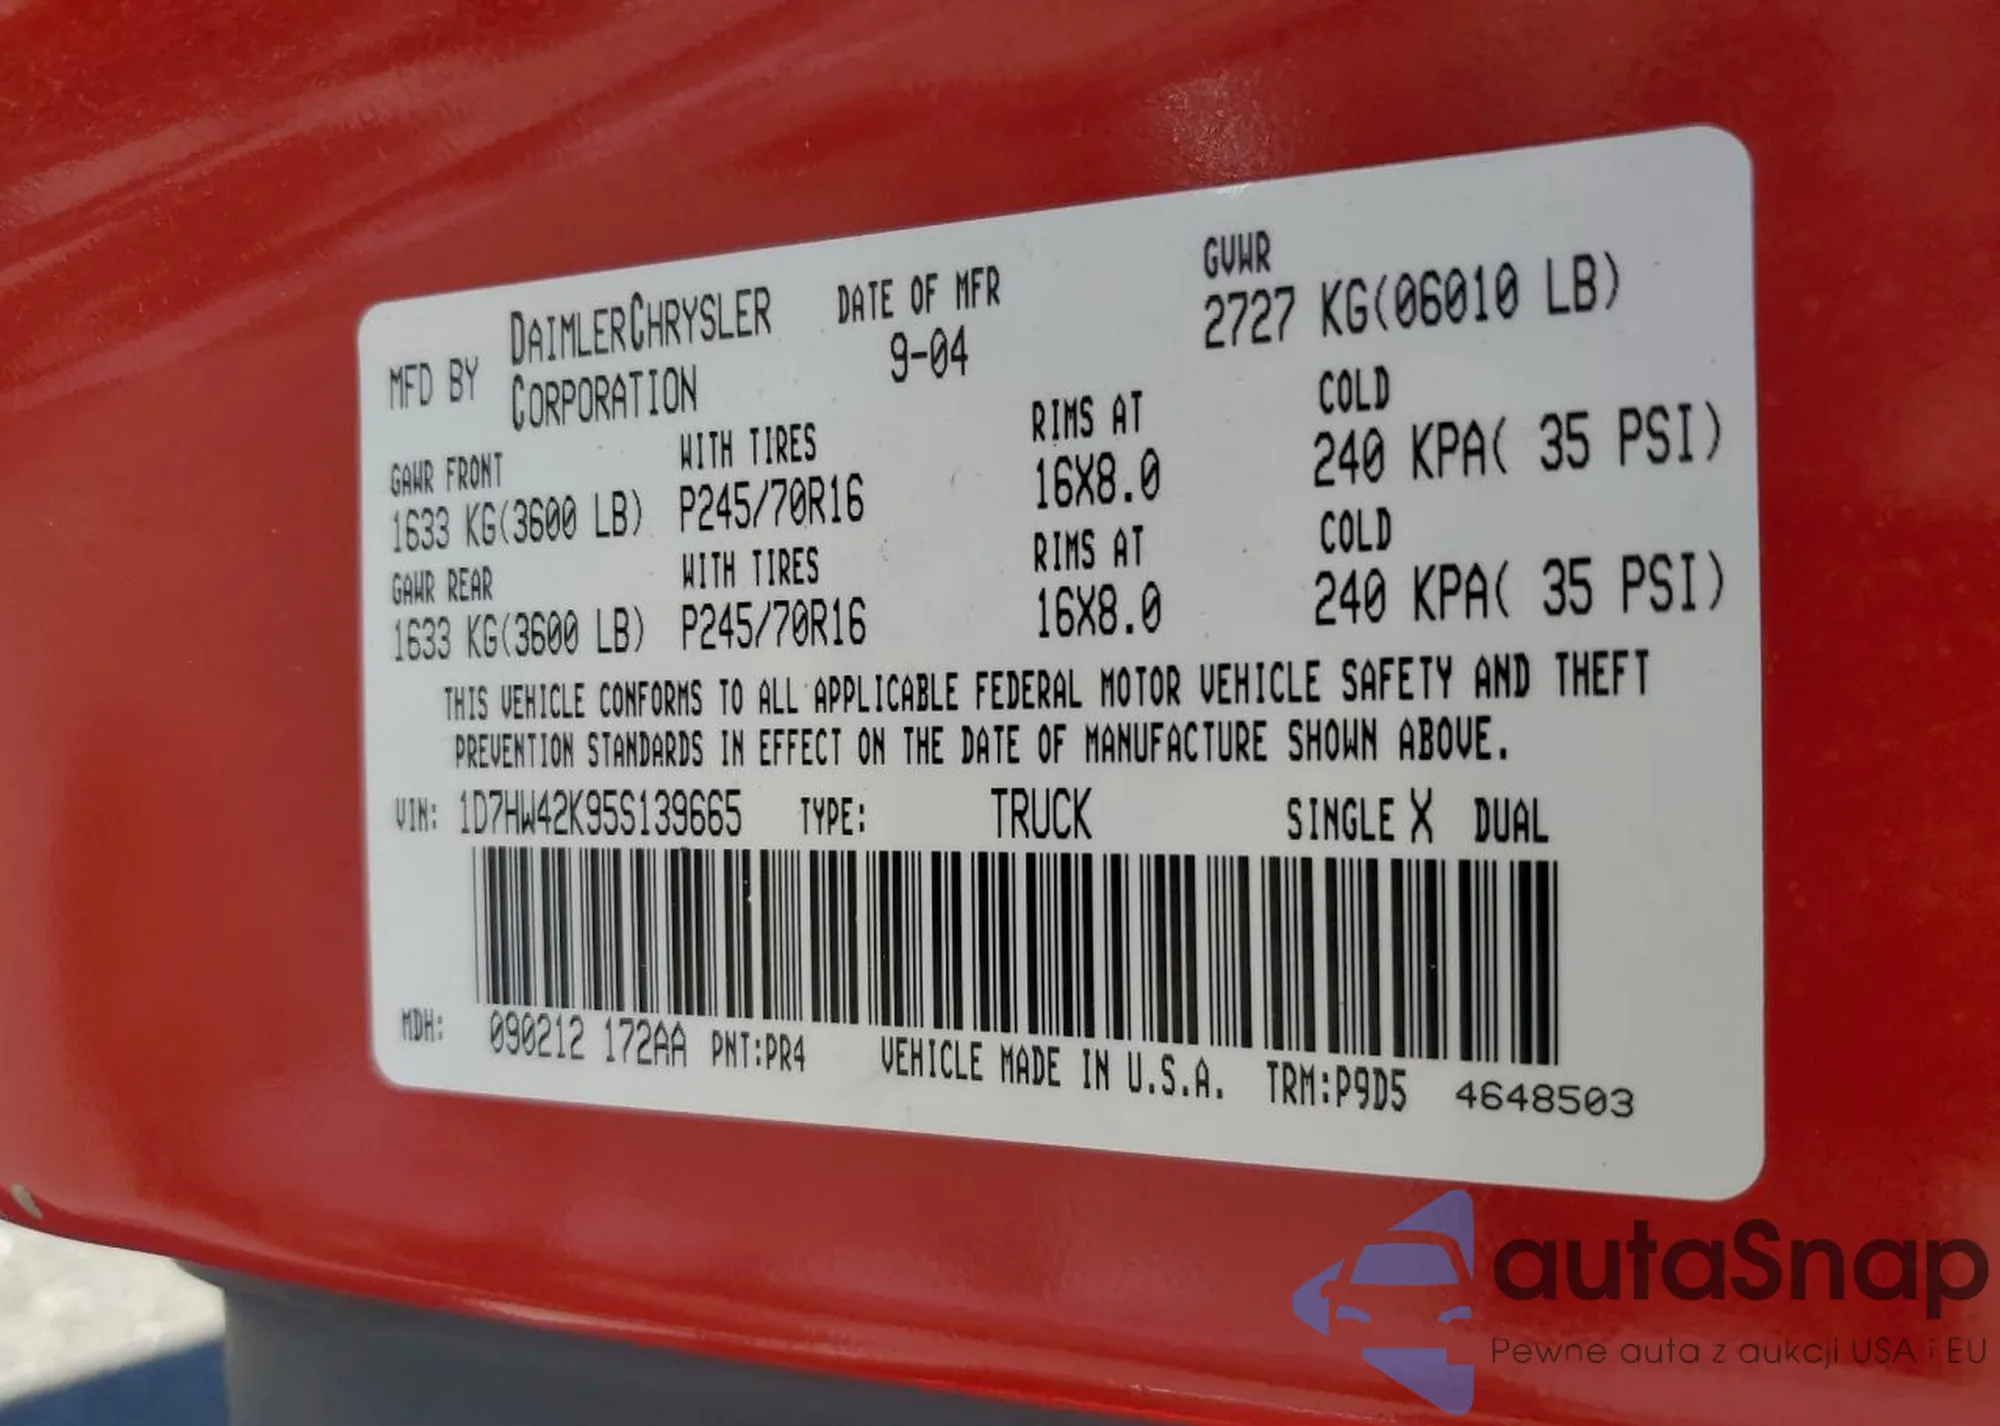 MFD BY DAIMLERCHRYSLER CORPORATION
DATE OF MFR
9-04
GVWR
2727 KG(06010 LB)
GAWR FRONT WITH TIRES RIMS AT COLD
1633 KG(3600 LB) P245/70R16 16X8.0 240 KPA( 35 PSI)
GAWR REAR WITH TIRES RIMS AT COLD
1633 KG(3600 LB) P245/70R16 16X8.0 240 KPA( 35 PSI)
THIS VEHICLE CONFORMS TO ALL APPLICABLE FEDERAL MOTOR VEHICLE SAFETY AND THEFT
PREVENTION STANDARDS IN EFFECT ON THE DATE OF MANUFACTURE SHOWN ABOVE.
VIN: 1D7HW42K95S139665 TYPE: TRUCK SINGLE X DUAL
MDH: 090212 172AA PNT:PR4 VEHICLE MADE IN U.S.A. TRM:P9D5 4648503
autaSnap
Pewne auta z aukcji USA i EU